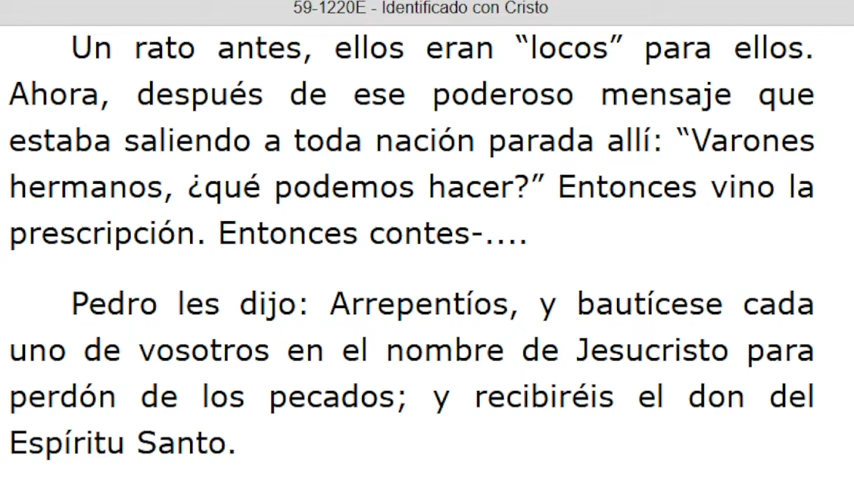 59-1220E - Identificado con Cristo
Un rato antes, ellos eran “locos” para ellos.
Ahora, después de ese poderoso mensaje que
estaba saliendo a toda nación parada allí: “Varones
hermanos, ¿qué podemos hacer?” Entonces vino la
prescripción. Entonces contes-....
Pedro les dijo: Arrepentíos, y bautícese cada
uno de vosotros en el nombre de Jesucristo para
perdón de los pecados; y recibiréis el don del
Espíritu Santo.